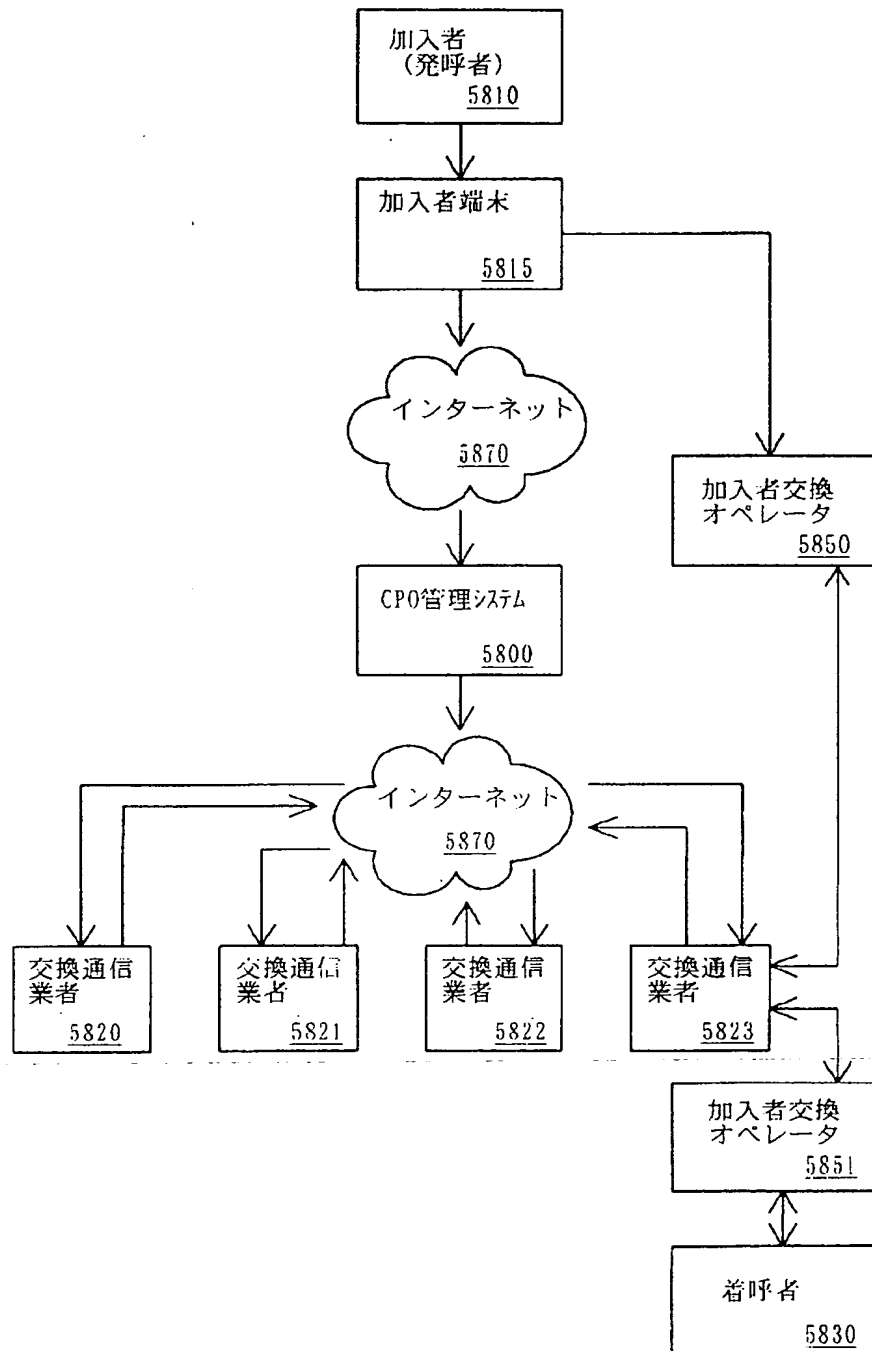 加入者
(発呼者)
5810
加入者端末
5815
インターネット
5870
加入者交換
オペレータ
5850
CPO管理システム
5800
インターネット
5870
交換通信
業者
5820
交換通信
業者
5821
交換通信
業者
5822
交換通信
業者
5823
加入者交換
オペレータ
5851
着呼者
5830